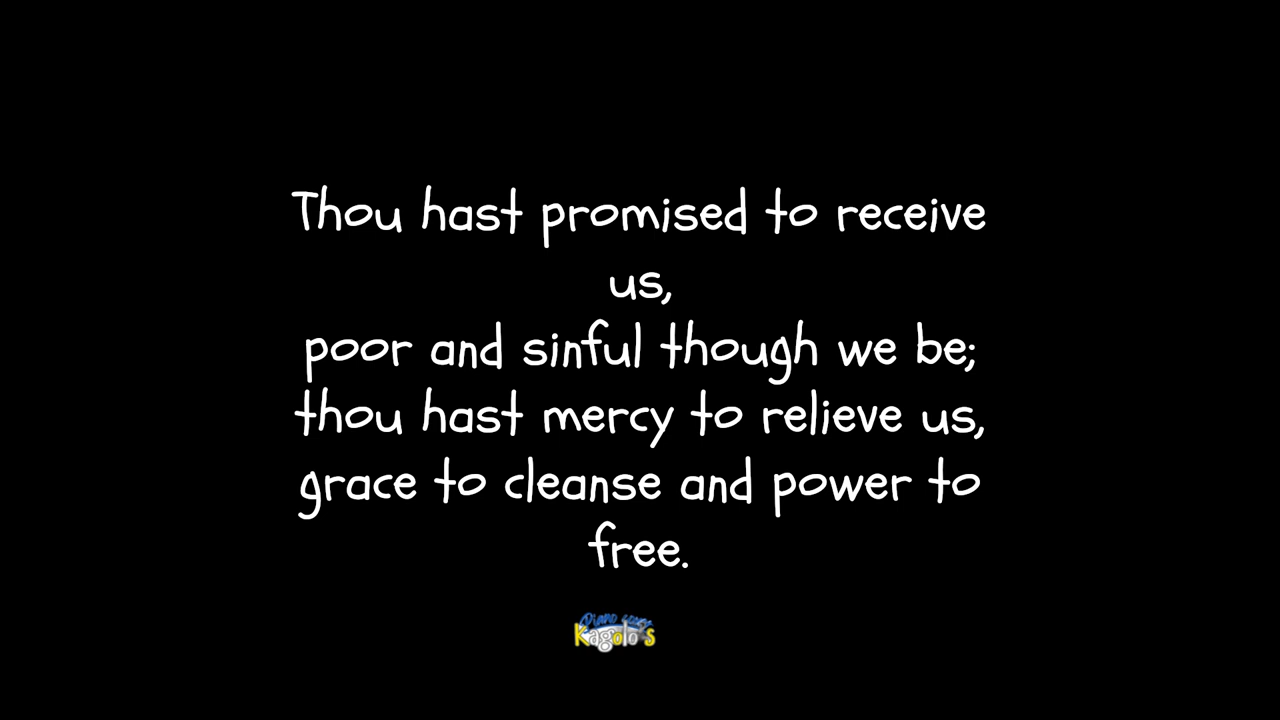 Thou hast promised to receive
us,
poor and sinful though we be;
thou hast mercy to relieve us,
grace to cleanse and power to
free.
Kagolo's